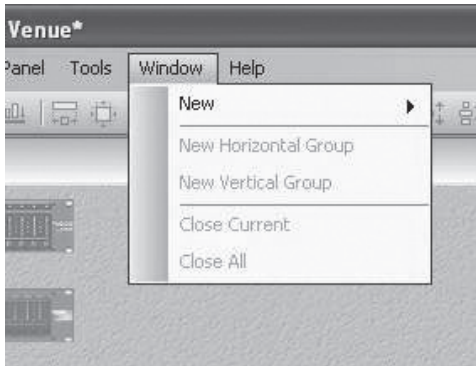 Venue*
Panel Tools Window Help
New
New Horizontal Group
New Vertical Group
Close Current
Close All